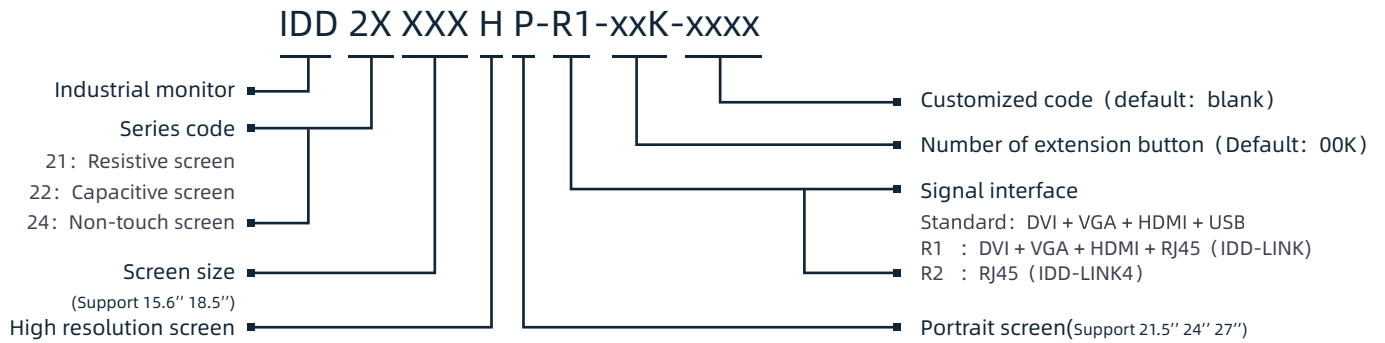 IDD 2X XXX H P-R1-xxK-xxxx
Industrial monitor
Series code
21: Resistive screen
22: Capacitive screen
24: Non-touch screen
Screen size
(Support 15.6’’ 18.5’’)
High resolution screen
Customized code (default: blank)
Number of extension button (Default: 00K)
Signal interface
Standard: DVI + VGA + HDMI + USB
R1 : DVI + VGA + HDMI + RJ45 (IDD-LINK)
R2 : RJ45 (IDD-LINK4)
Portrait screen(Support 21.5’’ 24’’ 27’’)